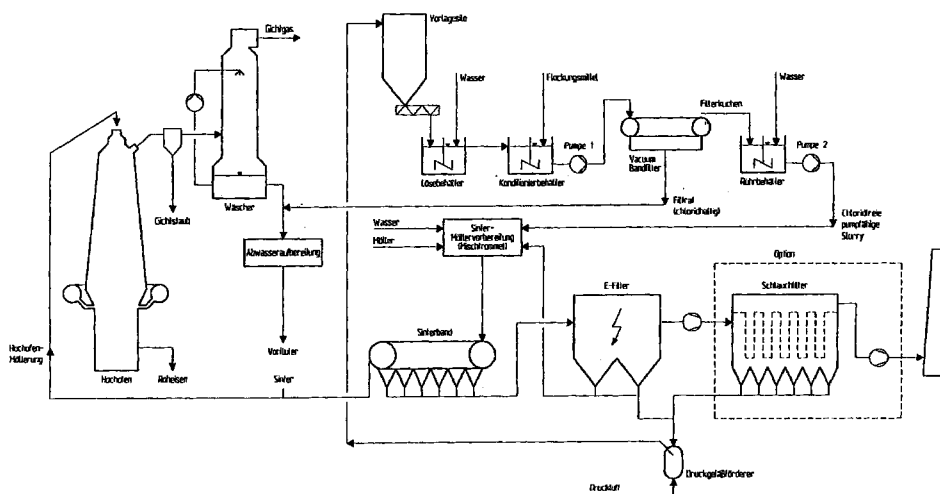 Gichtgas
Vorlagesilo
Wasser
Flockungsmittel
Wasser
Filterkuchen
Pumpe 1
Pumpe 2
Vacuum
Bandfilter
Lösebehälter
Konditionierbehälter
Rührbehälter
Wäscher
Gichtstaub
Filtrat
(chloridhaltig)
Chloridfreie
pumpfähige
Slurry
Wasser
Möller
Sinter-
Möllervorbereitung
(Mischtrommel)
Abwasseraufbereitung
Option
E-Filter
Schlauchfilter
Sinterband
Hochofen-
Möllerung
Vorfluter
Hochofen
Roheisen
Sinter
Druckgefäßförderer
Druckluft